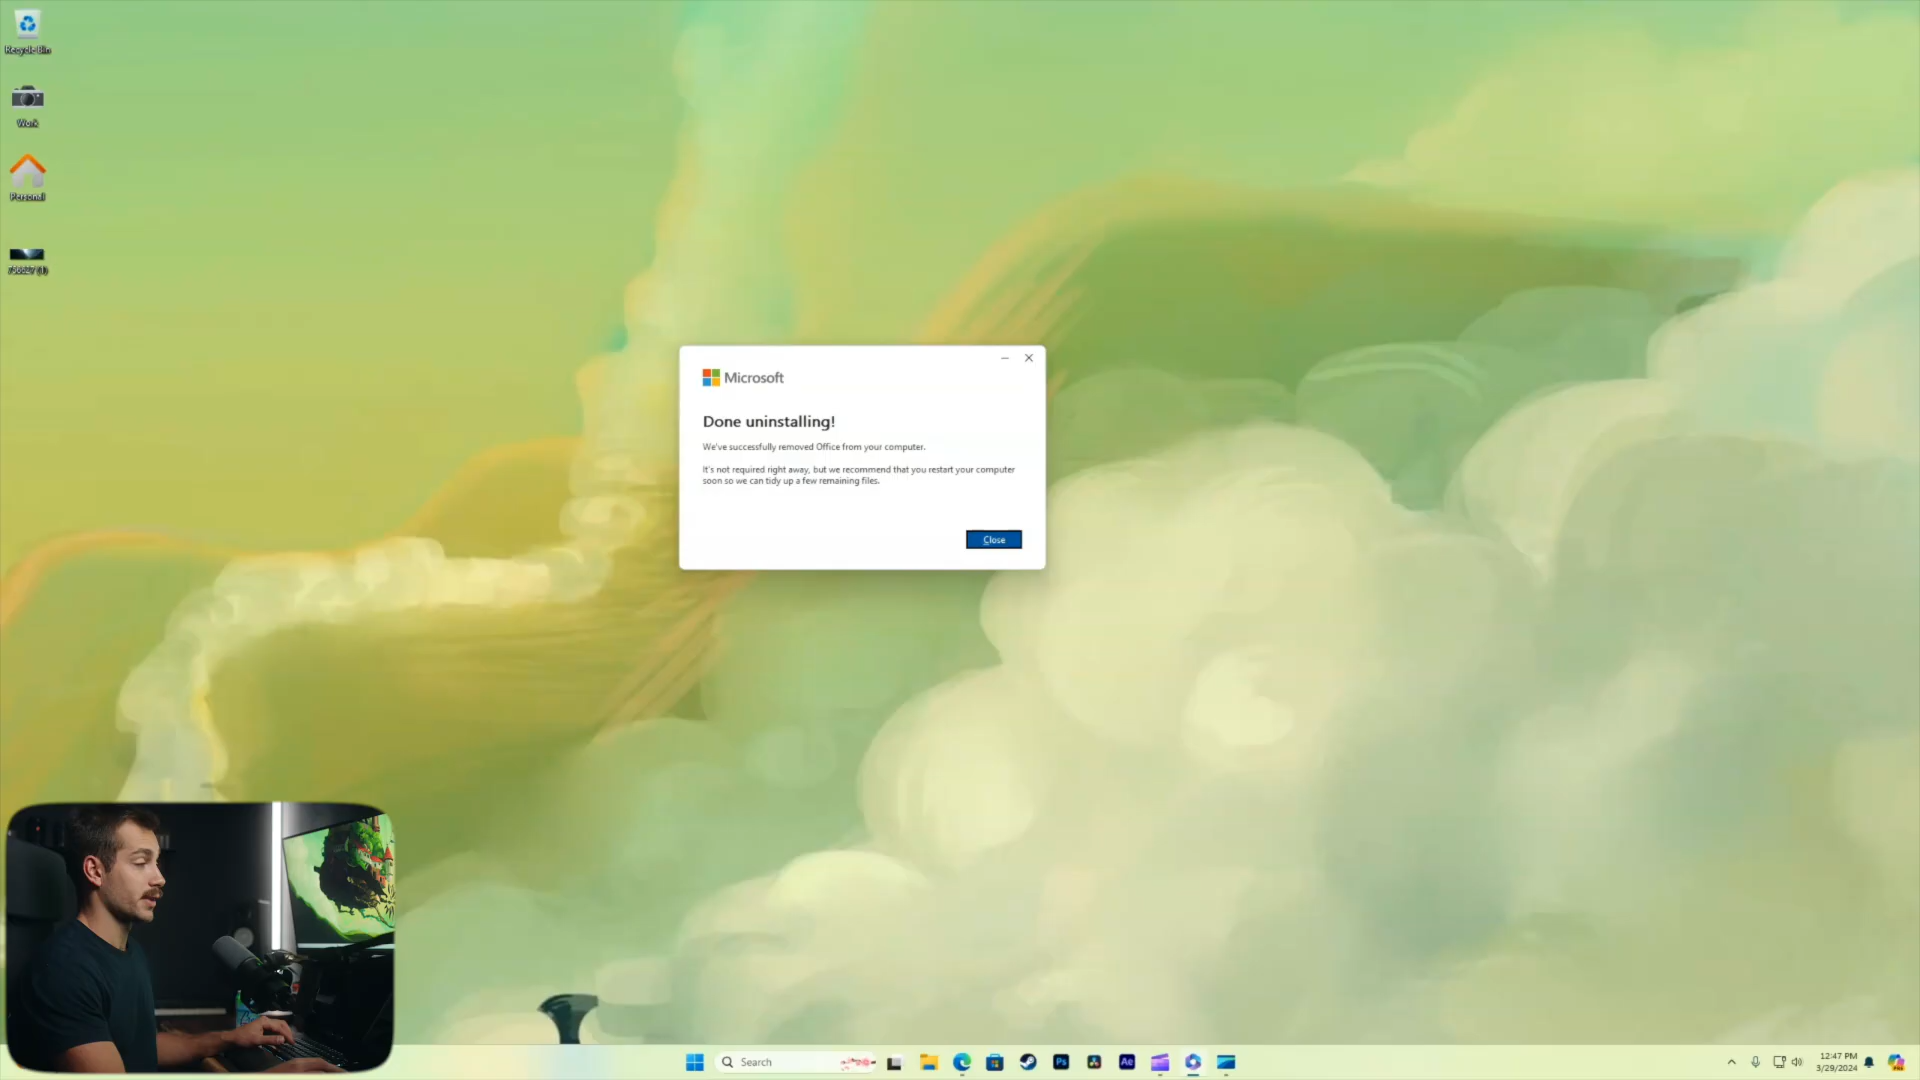 Recycle Bin
Work
Personal
Microsoft
Done uninstalling!
We've successfully removed Office from your computer.
It's not required right away, but we recommend that you restart your computer
soon so we can tidy up a few remaining files.
Close
Search
Ps
Ae
12:47 PM
3/29/2024